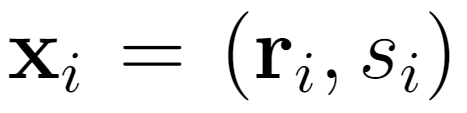 𝐱ᵢ = (𝐫ᵢ, sᵢ)